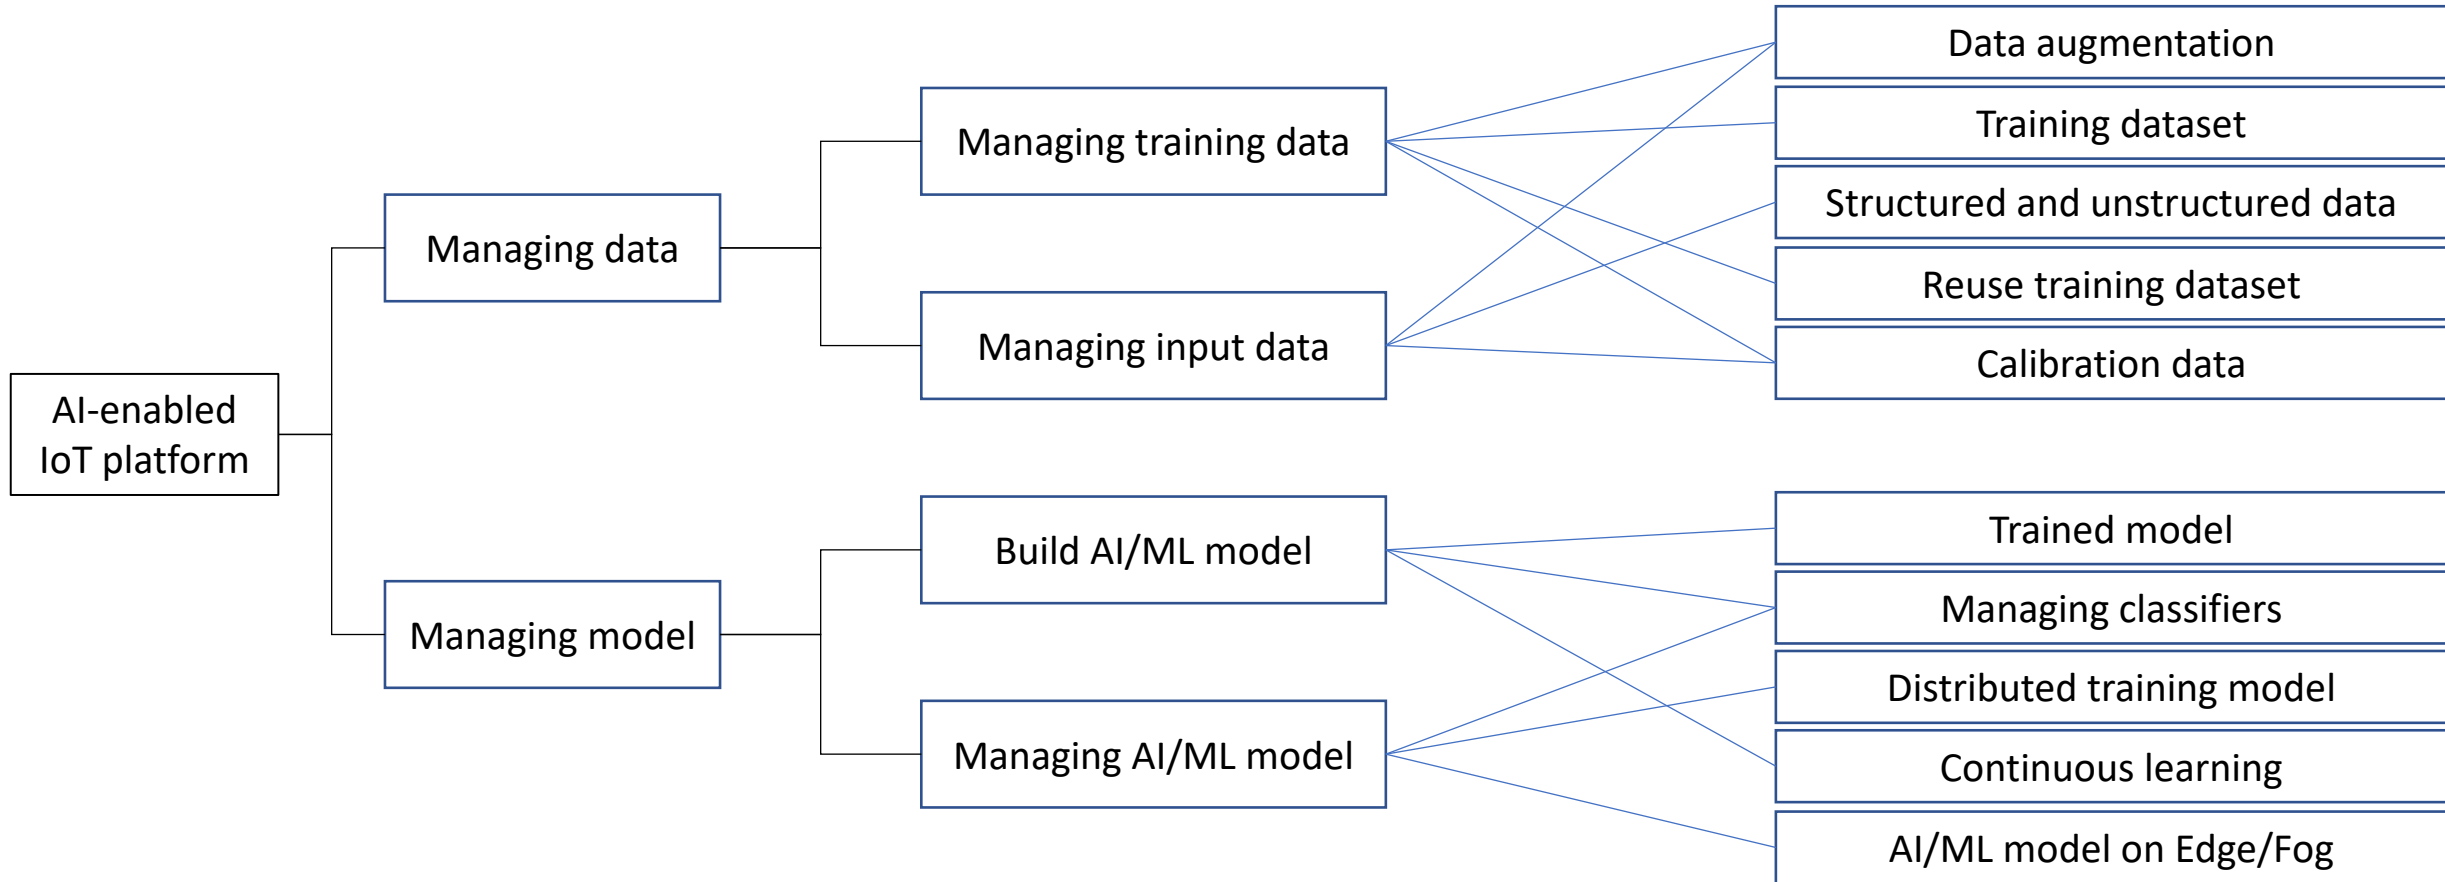 AI-enabled
IoT platform
Managing data
Managing model
Managing training data
Managing input data
Build AI/ML model
Managing AI/ML model
Data augmentation
Training dataset
Structured and unstructured data
Reuse training dataset
Calibration data
Trained model
Managing classifiers
Distributed training model
Continuous learning
AI/ML model on Edge/Fog